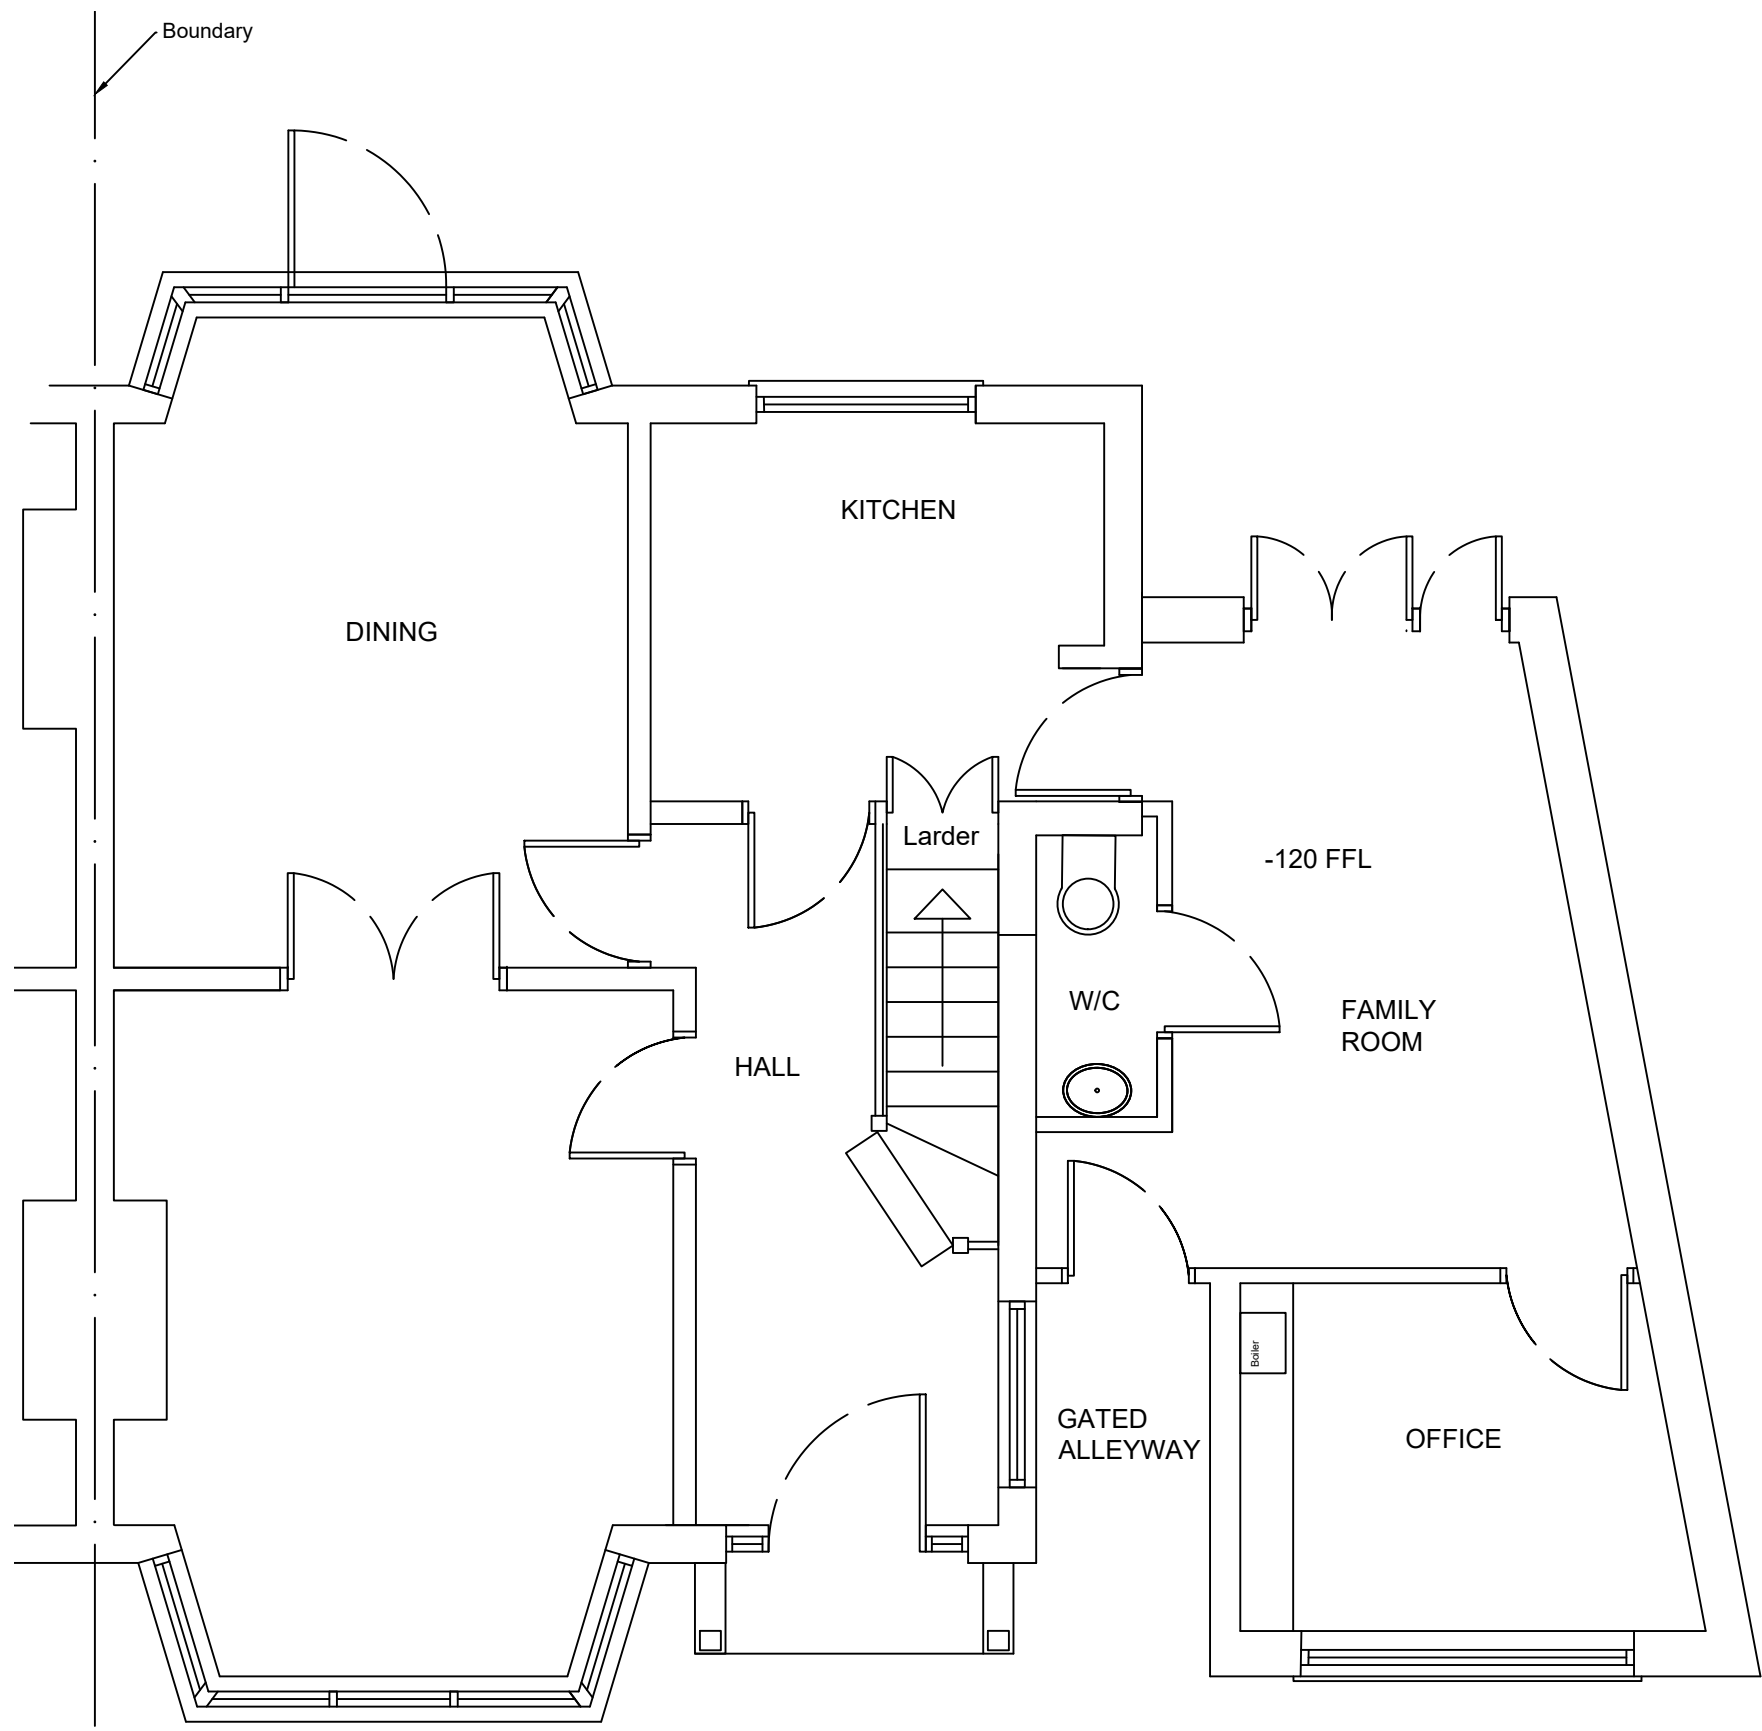 Boundary
KITCHEN
DINING
Larder
-120 FFL
W/C
FAMILY
ROOM
HALL
Boiler
GATED
ALLEYWAY
OFFICE